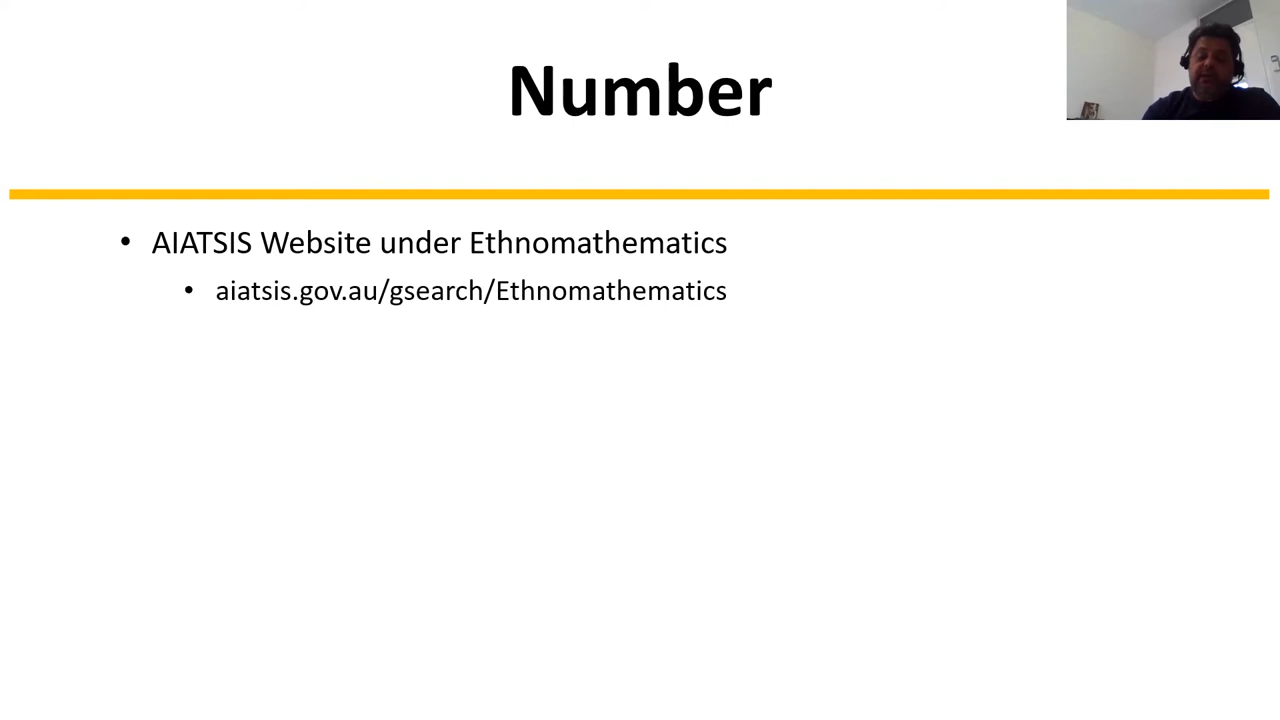 Number
• AIATSIS Website under Ethnomathematics
• aiatsis.gov.au/gsearch/Ethnomathematics